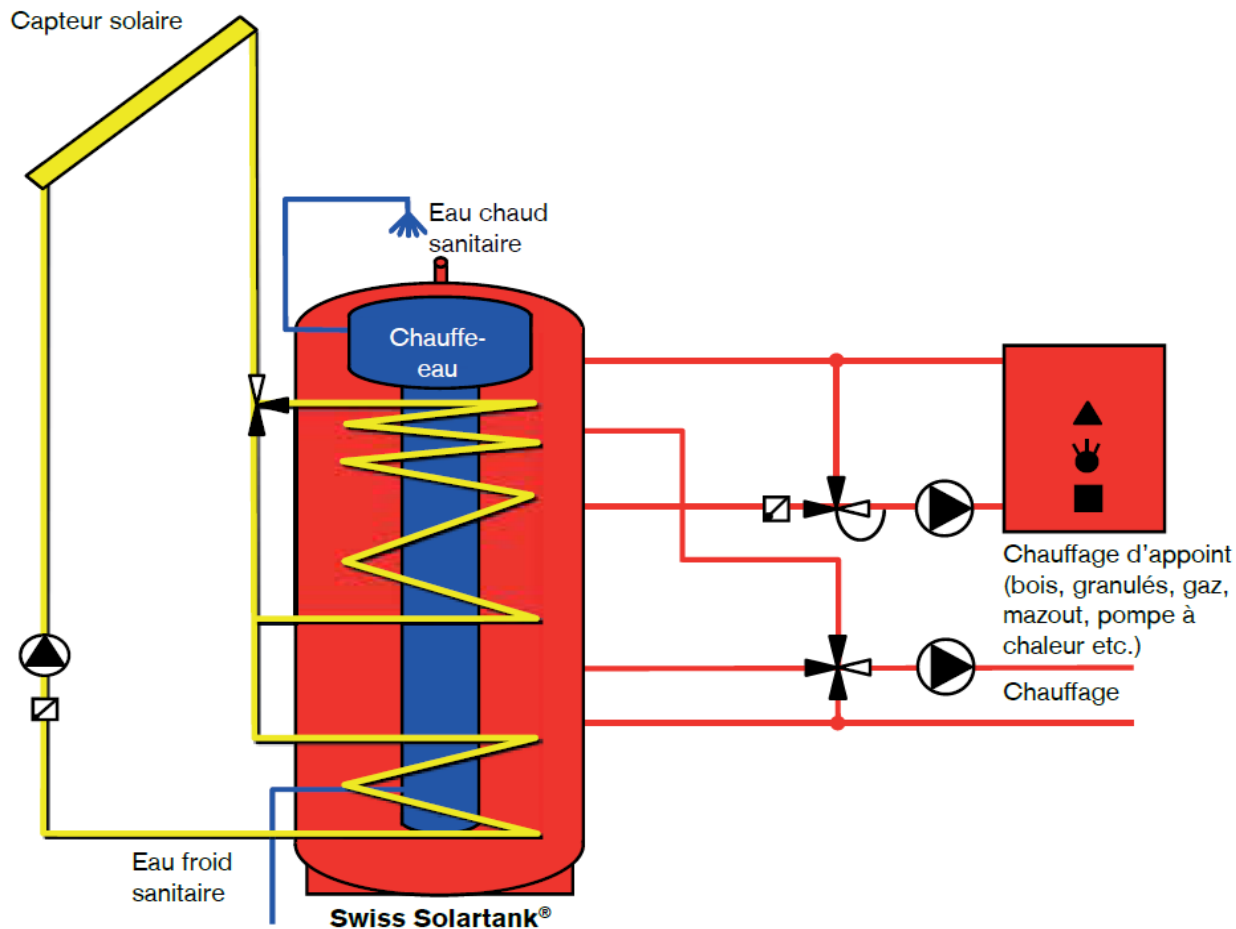 Capteur solaire
Eau chaud
sanitaire
Chauffe-
eau
Chauffage d'appoint
(bois, granulés, gaz,
mazout, pompe à
chaleur etc.)
Chauffage
Eau froid
sanitaire
Swiss Solartank®